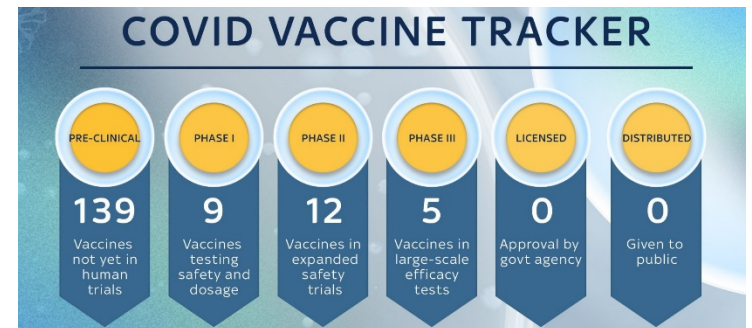 COVID VACCINE TRACKER
PRE-CLINICAL
139
Vaccines
not yet in
human
trials
PHASE I
9
Vaccines
testing
safety and
dosage
PHASE II
12
Vaccines in
expanded
safety
trials
PHASE III
5
Vaccines in
large-scale
efficacy
tests
LICENSED
0
Approval by
govt agency
DISTRIBUTED
0
Given to
public